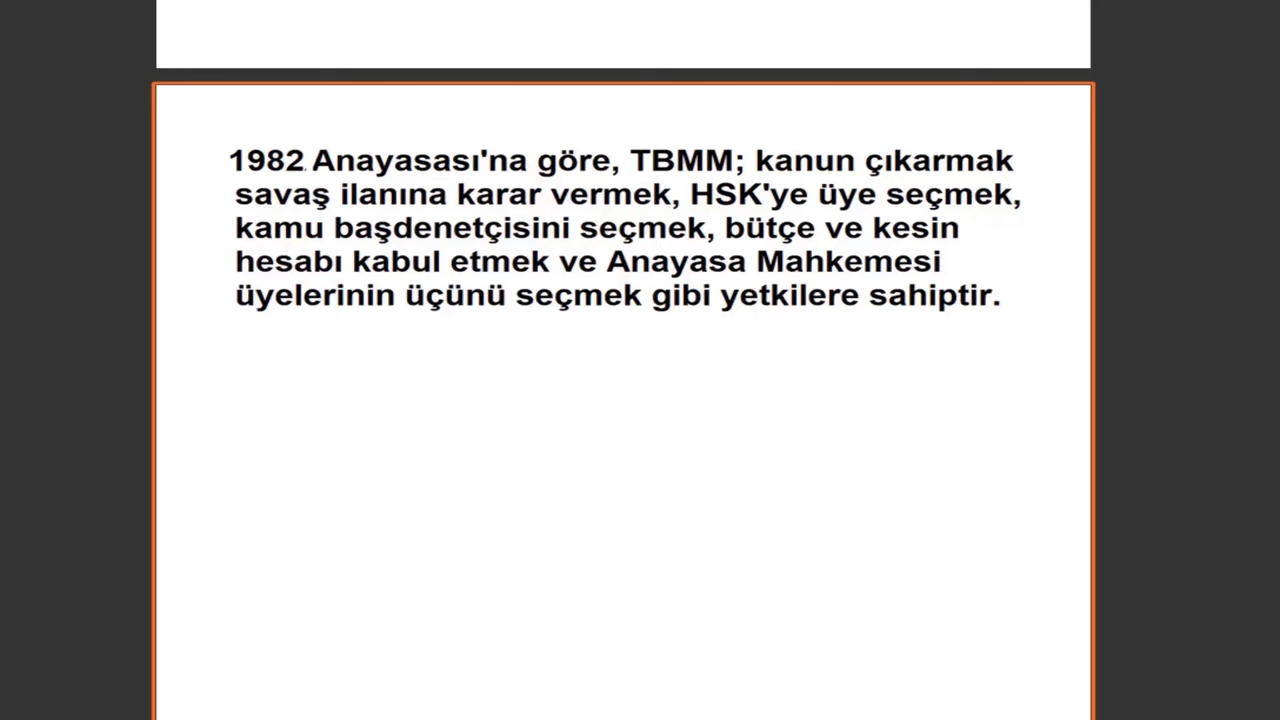 1982 Anayasası'na göre, TBMM; kanun çıkarmak
savaş ilanına karar vermek, HSK'ye üye seçmek,
kamu başdenetçisini seçmek, bütçe ve kesin
hesabı kabul etmek ve Anayasa Mahkemesi
üyelerinin üçünü seçmek gibi yetkilere sahiptir.